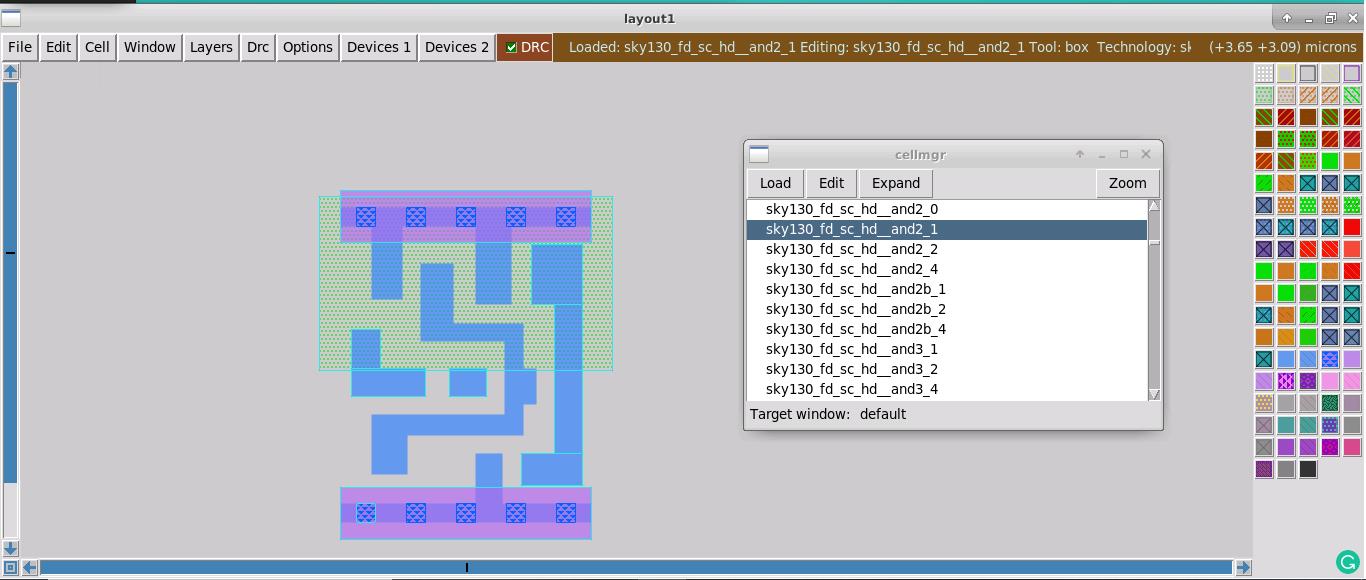 layout1
File Edit Cell Window Layers Drc Options Devices 1 Devices 2 DRC Loaded: sky130_fd_sc_hd__and2_1 Editing: sky130_fd_sc_hd__and2_1 Tool: box Technology: sk (+3.65 +3.09) microns
cellmgr
Load Edit Expand Zoom
sky130_fd_sc_hd__and2_0
sky130_fd_sc_hd__and2_1
sky130_fd_sc_hd__and2_2
sky130_fd_sc_hd__and2_4
sky130_fd_sc_hd__and2b_1
sky130_fd_sc_hd__and2b_2
sky130_fd_sc_hd__and2b_4
sky130_fd_sc_hd__and3_1
sky130_fd_sc_hd__and3_2
sky130_fd_sc_hd__and3_4
Target window: default